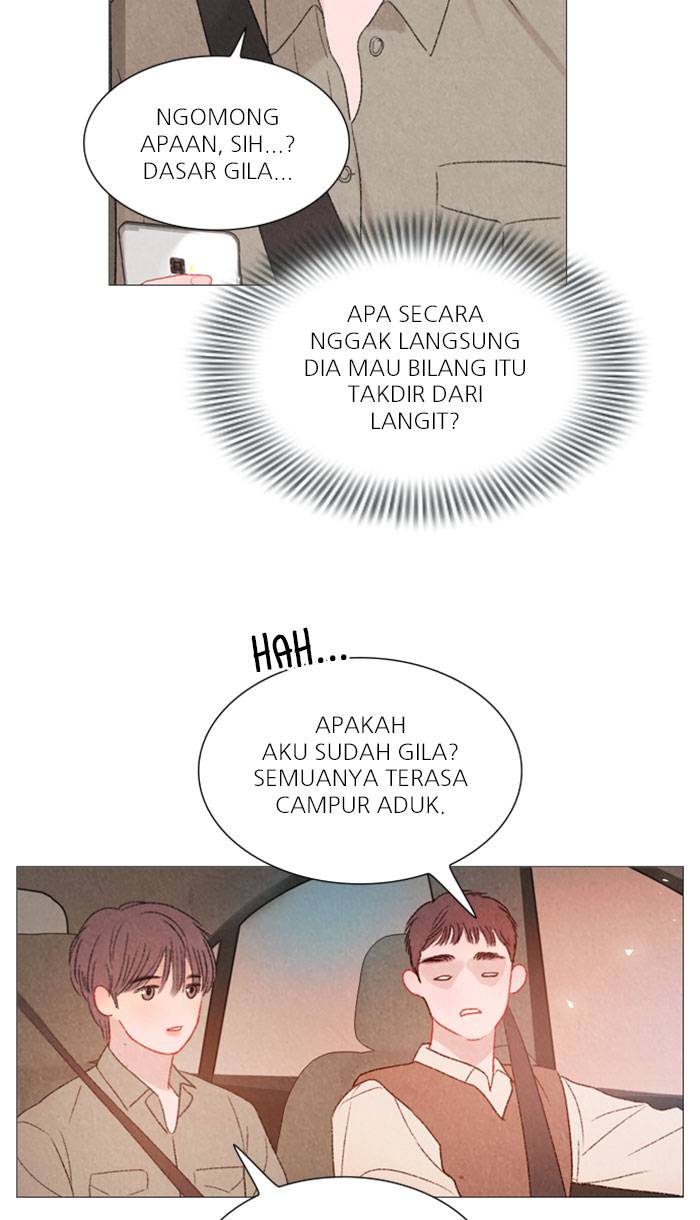 NGOMONG
APAAN, SIH...?
DASAR GILA...
APA SECARA
NGGAK LANGSUNG
DIA MAU BILANG ITU
TAKDIR DARI
LANGIT?
HAH...
APAKAH
AKU SUDAH GILA?
SEMUANYA TERASA
CAMPUR ADUK.